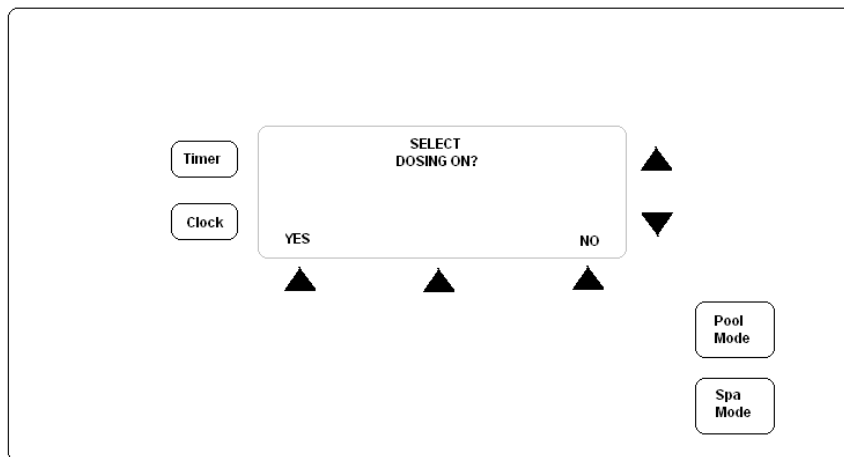 SELECT
DOSING ON?
Timer
Clock
YES
NO
Pool
Mode
Spa
Mode